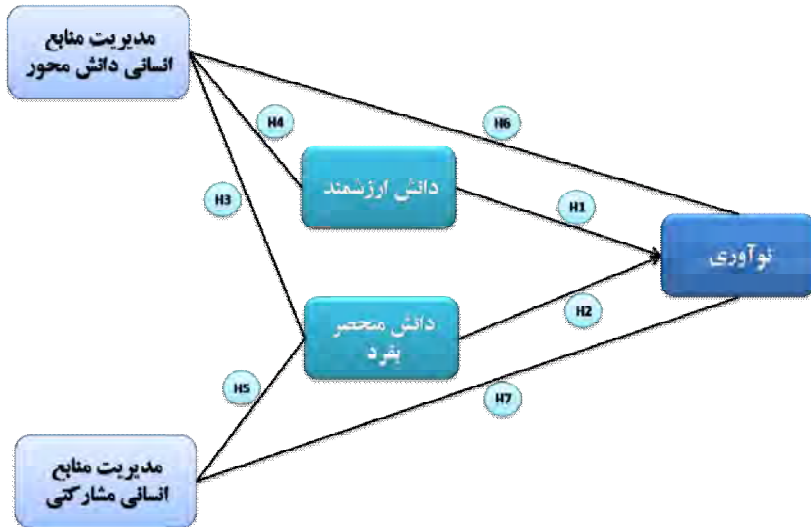 مدیریت منابع
انسانی دانش محور
H6
H4
دانش ارزشمند
H3
H1
نوآوری
دانش منحصر
بفرد
H2
H5
H7
مدیریت منابع
انسانی مشارکتی